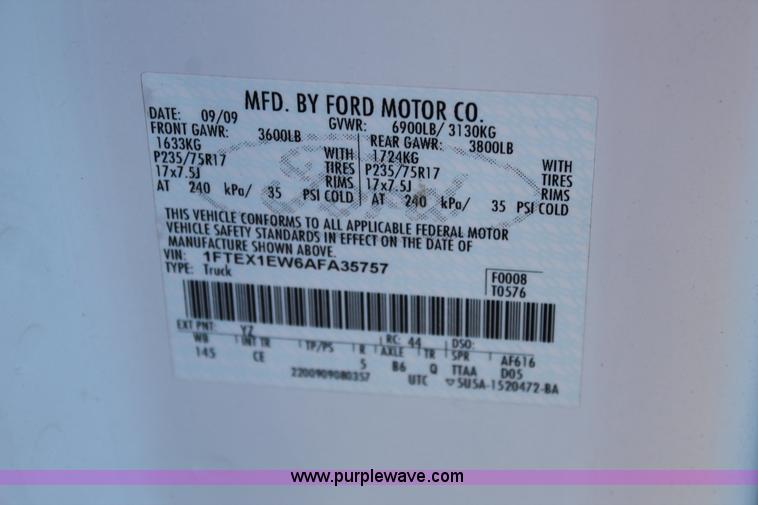 MFD. BY FORD MOTOR CO.
DATE: 09/09 GVWR: 6900LB/ 3130KG
FRONT GAWR: 3600LB REAR GAWR: 3800LB
1633KG WITH 1724KG WITH
P235/75R17 TIRES P235/75R17 TIRES
17x7.5J RIMS 17x7.5J RIMS
AT 240 kPa/ 35 PSI COLD AT 240 kPa/ 35 PSI COLD
THIS VEHICLE CONFORMS TO ALL APPLICABLE FEDERAL MOTOR
VEHICLE SAFETY STANDARDS IN EFFECT ON THE DATE OF
MANUFACTURE SHOWN ABOVE.
VIN: 1FTEX1EW6AFA35757
TYPE: Truck
F0008
T0576
EXT PNT: YZ RC: 44 DSO:
WB INT TR TP/PS R AXLE TR SPR AF616
145 CE 5 B6 Q TTAA D05
2200909080357 UTC ▽5U5A-1520472-BA
www.purplewave.com